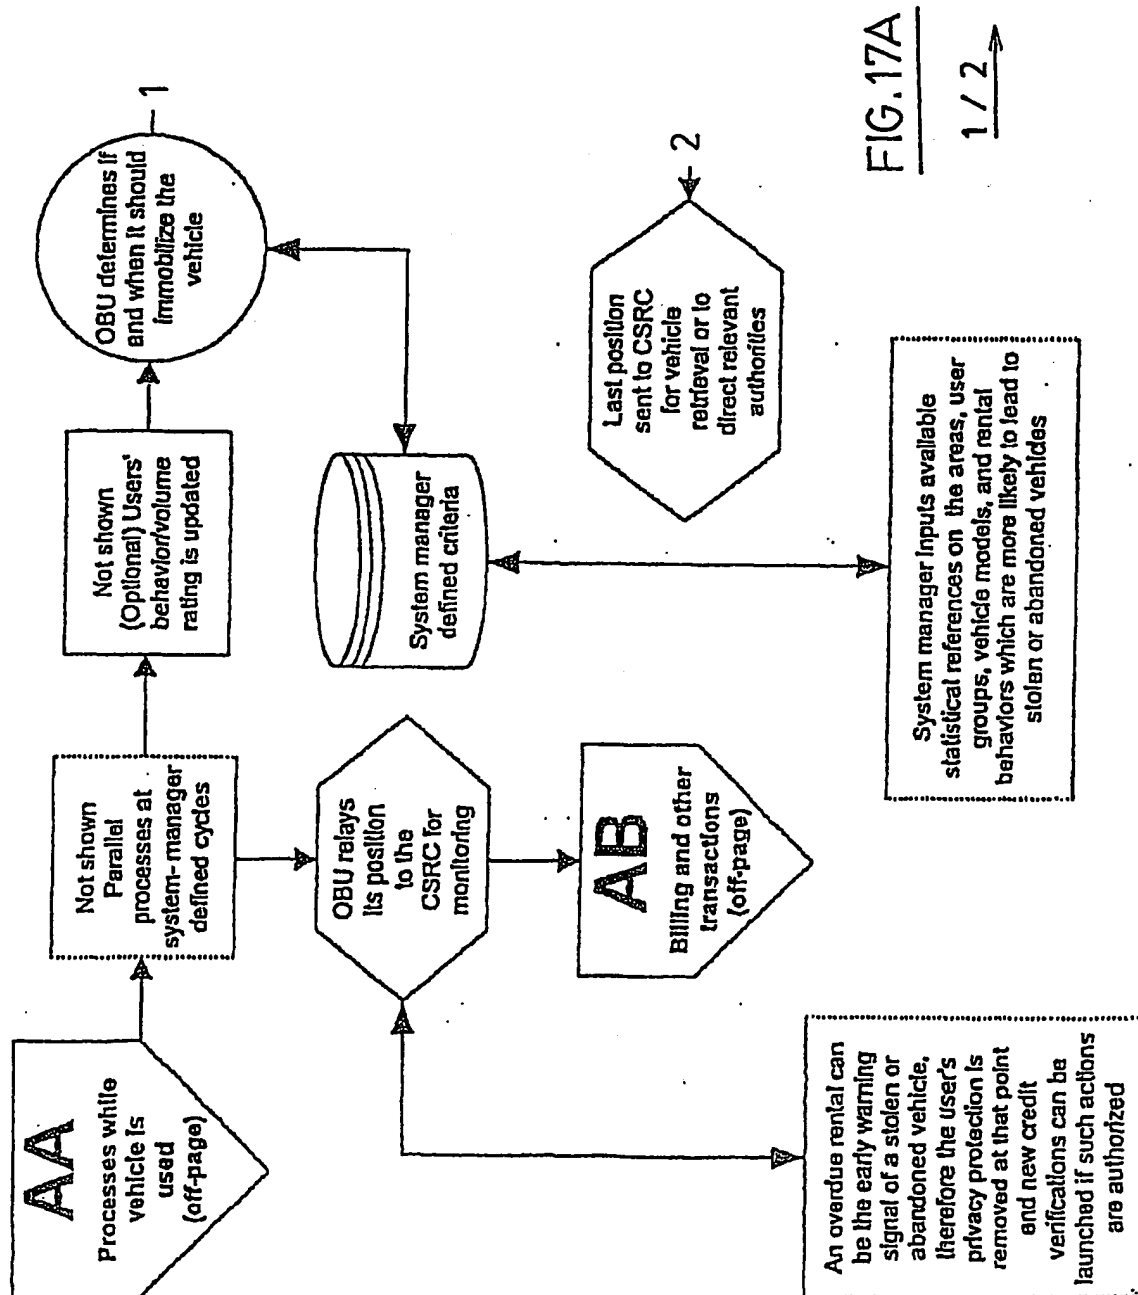 AA
Processes while
vehicle is
used
(off-page)
Not shown
Parallel
processes at
system-manager
defined cycles
Not shown
(Optional) Users'
behavior/volume
rating is updated
OBU determines if
and when it should
immobilize the
vehicle
1
OBU relays
its position
to the
CSRC for
monitoring
System manager
defined criteria
AB
Billing and other
transactions
(off-page)
Last position
sent to CSRC
for vehicle
retrieval or to
direct relevant
authorities
2
An overdue rental can
be the early warning
signal of a stolen or
abandoned vehicle,
therefore the user's
privacy protection is
removed at that point
and new credit
verifications can be
launched if such actions
are authorized
System manager inputs available
statistical references on the areas, user
groups, vehicle models, and rental
behaviors which are more likely to lead to
stolen or abandoned vehicles
FIG.17A
1/2